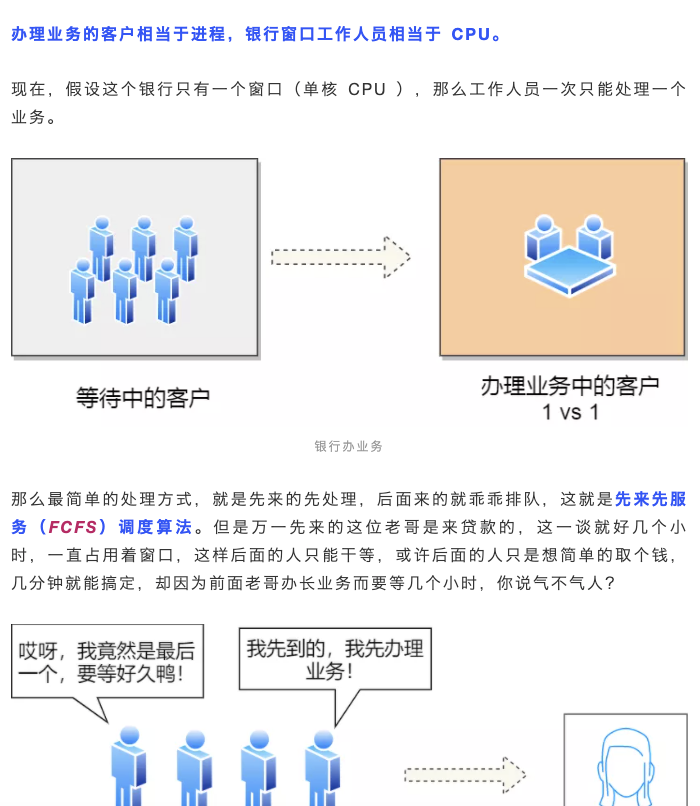 办理业务的客户相当于进程，银行窗口工作人员相当于 CPU。
现在，假设这个银行只有一个窗口（单核 CPU ），那么工作人员一次只能处理一个
业务。
等待中的客户
办理业务中的客户
1 vs 1
银行办业务
那么最简单的处理方式，就是先来的先处理，后面来的就乖乖排队，这就是先来先服
务（FCFS）调度算法。但是万一先来的这位老哥是来贷款的，这一谈就好几个小
时，一直占用着窗口，这样后面的人只能干等，或许后面的人只是想简单的取个钱，
几分钟就能搞定，却因为前面老哥办长业务而要等几个小时，你说气不气人？
哎呀，我竟然是最后
一个，要等好久鸭！
我先到的，我先办理
业务！